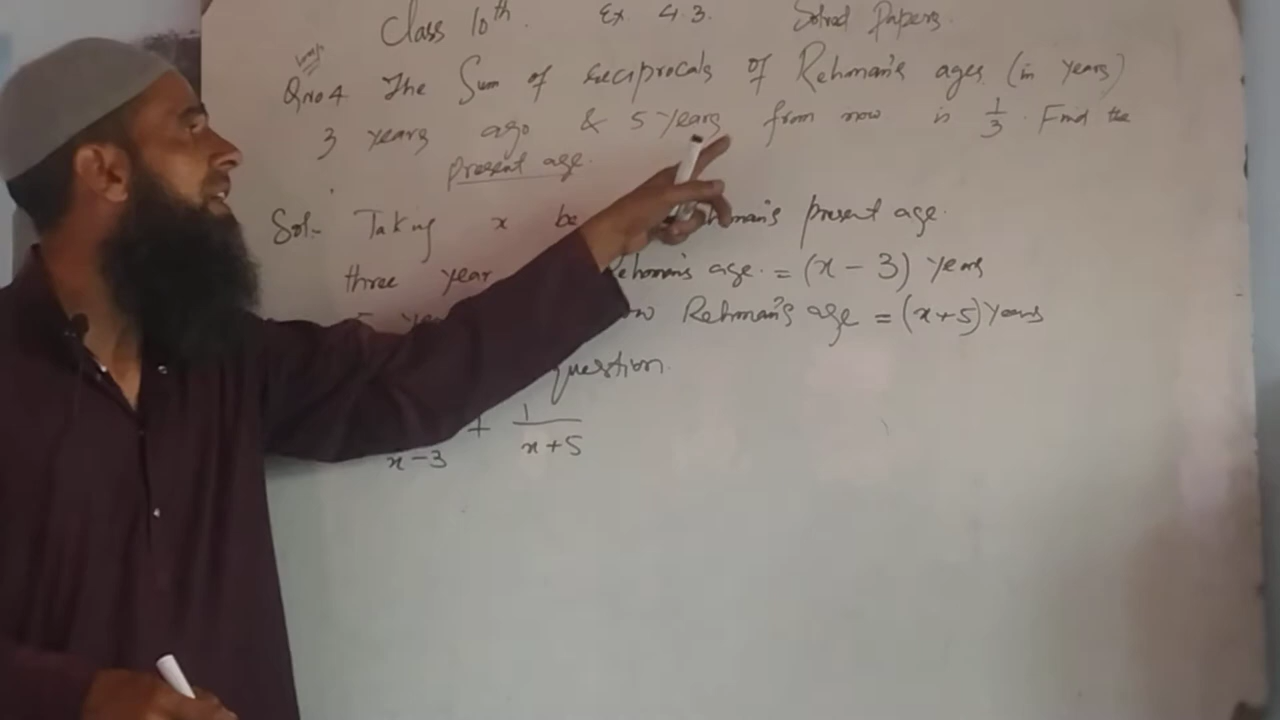 Class 10th. Ex 4.3. Solved Papers.
Q no 4 The Sum of reciprocals of Rehman's ages (in years)
3 years ago & 5 years from now is 1/3. Find the
present age.
Sol:- Taking x be Rehman's present age.
three year Rehman's age. = (x - 3) years
Rehman's age = (x+5) years
question.
x-3 + 1/(x+5)